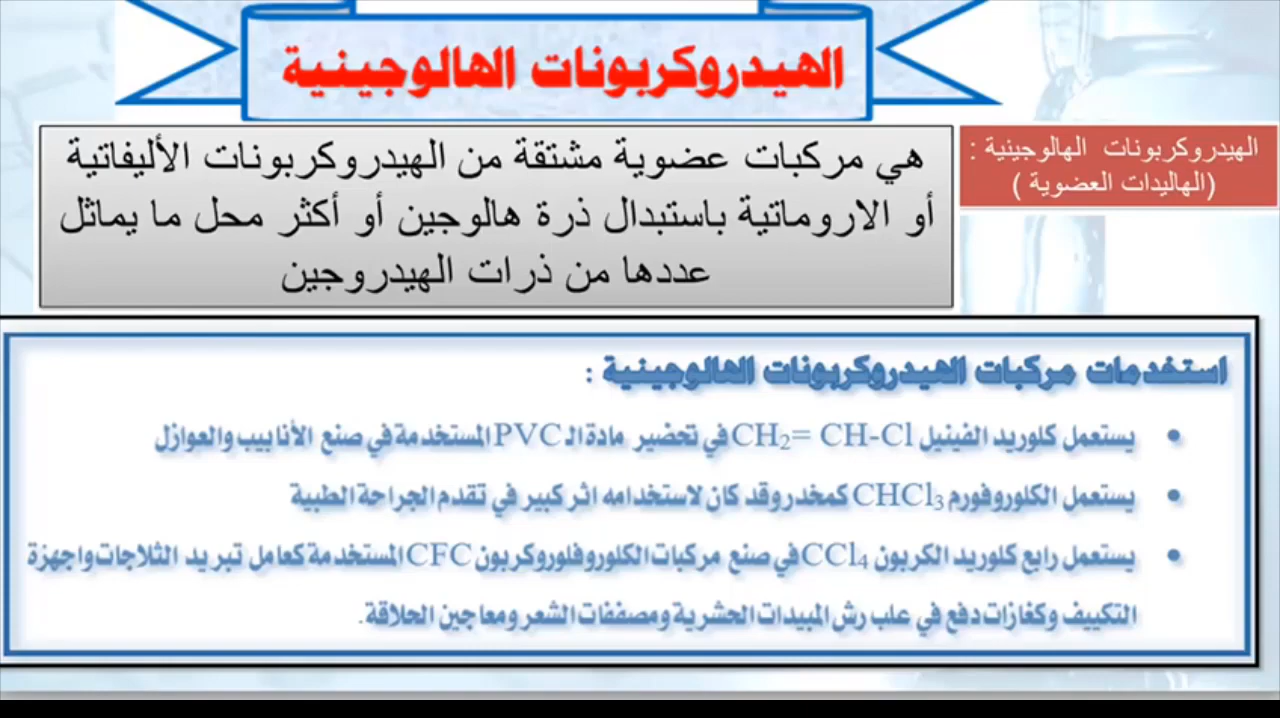 الهيدروكربونات الهالوجينية
الهيدروكربونات الهالوجينية :
(الهاليدات العضوية )
هي مركبات عضوية مشتقة من الهيدروكربونات الأليفاتية
أو الاروماتية باستبدال ذرة هالوجين أو أكثر محل ما يماثل
عددها من ذرات الهيدروجين
استخدمات مركبات الهيدروكربونات الهالوجينية :
• يستعمل كلوريد الفينيل CH₂= CH-Cl في تحضير مادة الـ PVC المستخدمة في صنع الأنابيب والعوازل
• يستعمل الكلوروفورم CHCl₃ كمخدر وقد كان لاستخدامه اثر كبير في تقدم الجراحة الطبية
• يستعمل رابع كلوريد الكربون CCl₄ في صنع مركبات الكلوروفلوروكربون CFC المستخدمة كعامل تبريد الثلاجات واجهزة
التكييف وكغازات دفع في علب رش المبيدات الحشرية ومصففات الشعر ومعاجين الحلاقة.